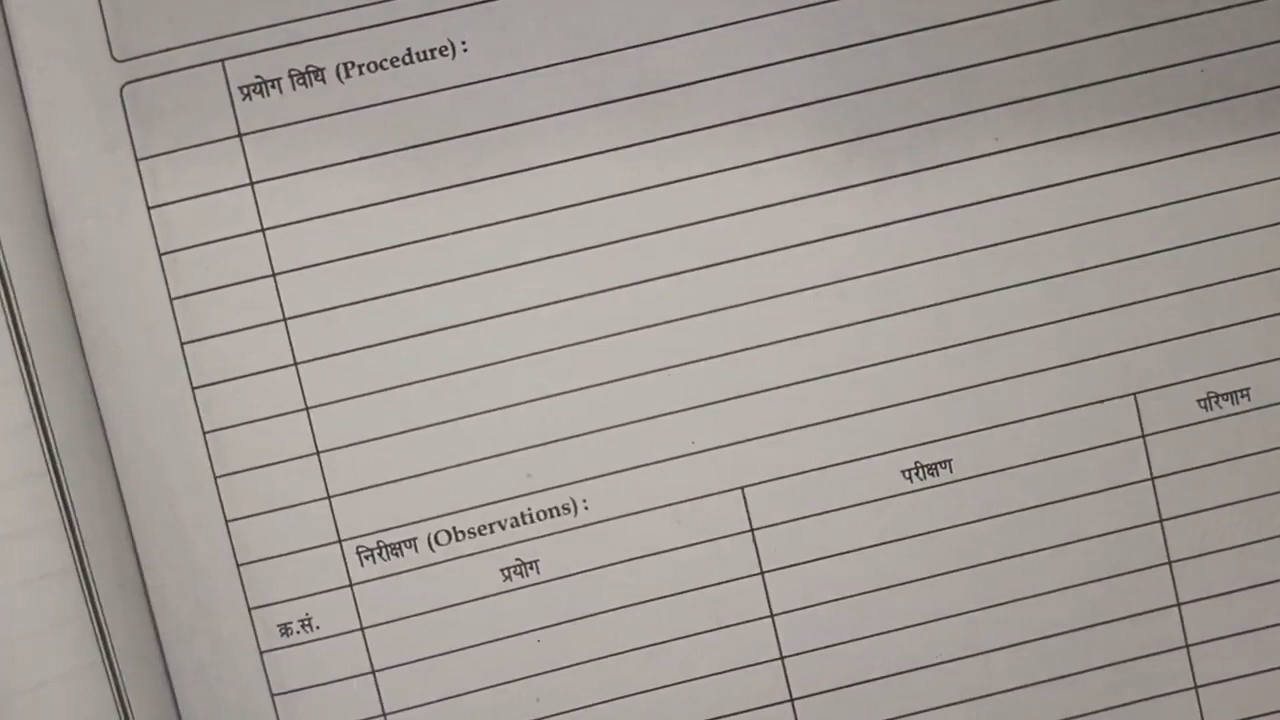 प्रयोग विधि (Procedure) :
निरीक्षण (Observations) :
क्र.सं. प्रयोग परीक्षण परिणाम